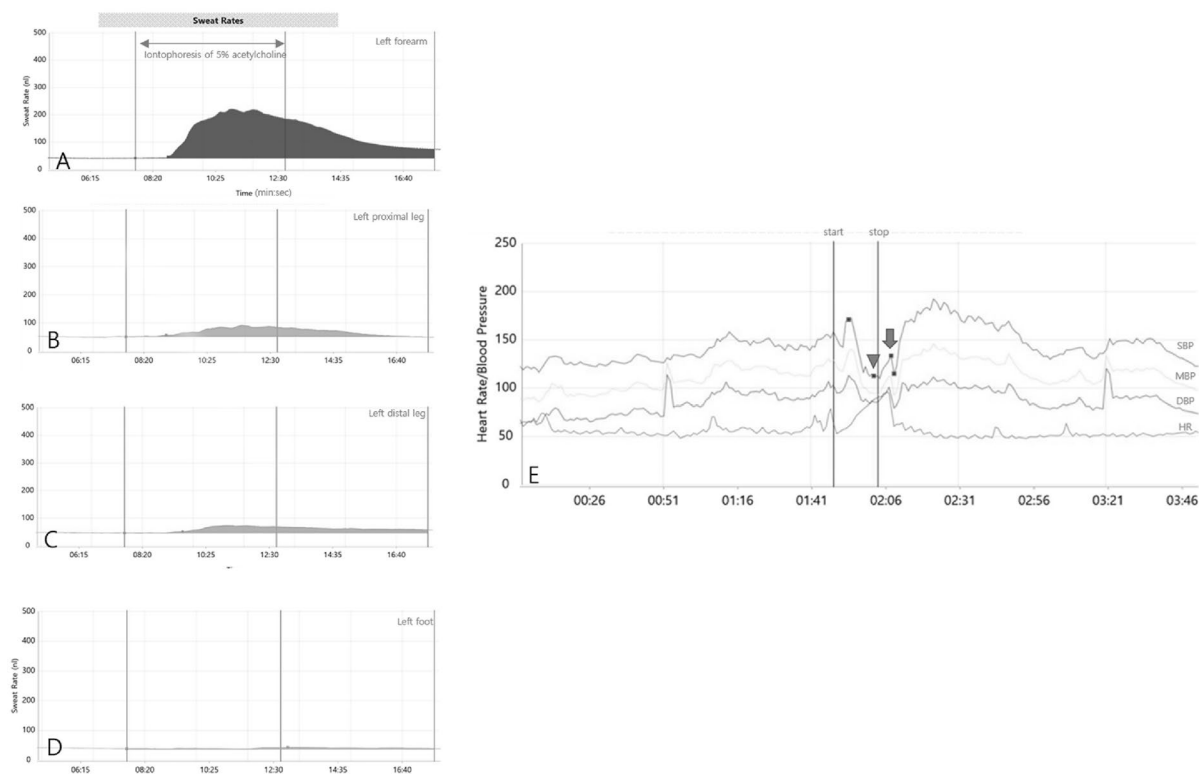 Sweat Rates
500
400
300
200
100
0
Sweat Rate (nl)
Left forearm
Iontophoresis of 5% acetylcholine
A
06:15 08:20 10:25 12:30 14:35 16:40
Time (min:sec)
500
400
300
200
100
0
Left proximal leg
B
06:15 08:20 10:25 12:30 14:35 16:40
500
400
300
200
100
0
Left distal leg
C
06:15 08:20 10:25 12:30 14:35 16:40
500
400
300
200
100
0
Sweat Rate (nl)
Left foot
D
06:15 08:20 10:25 12:30 14:35 16:40
start stop
250
200
150
100
50
0
Heart Rate/Blood Pressure
SBP
MBP
DBP
HR
E
00:26 00:51 01:16 01:41 02:06 02:31 02:56 03:21 03:46